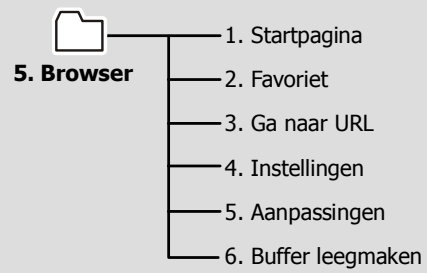 5. Browser
1. Startpagina
2. Favoriet
3. Ga naar URL
4. Instellingen
5. Aanpassingen
6. Buffer leegmaken